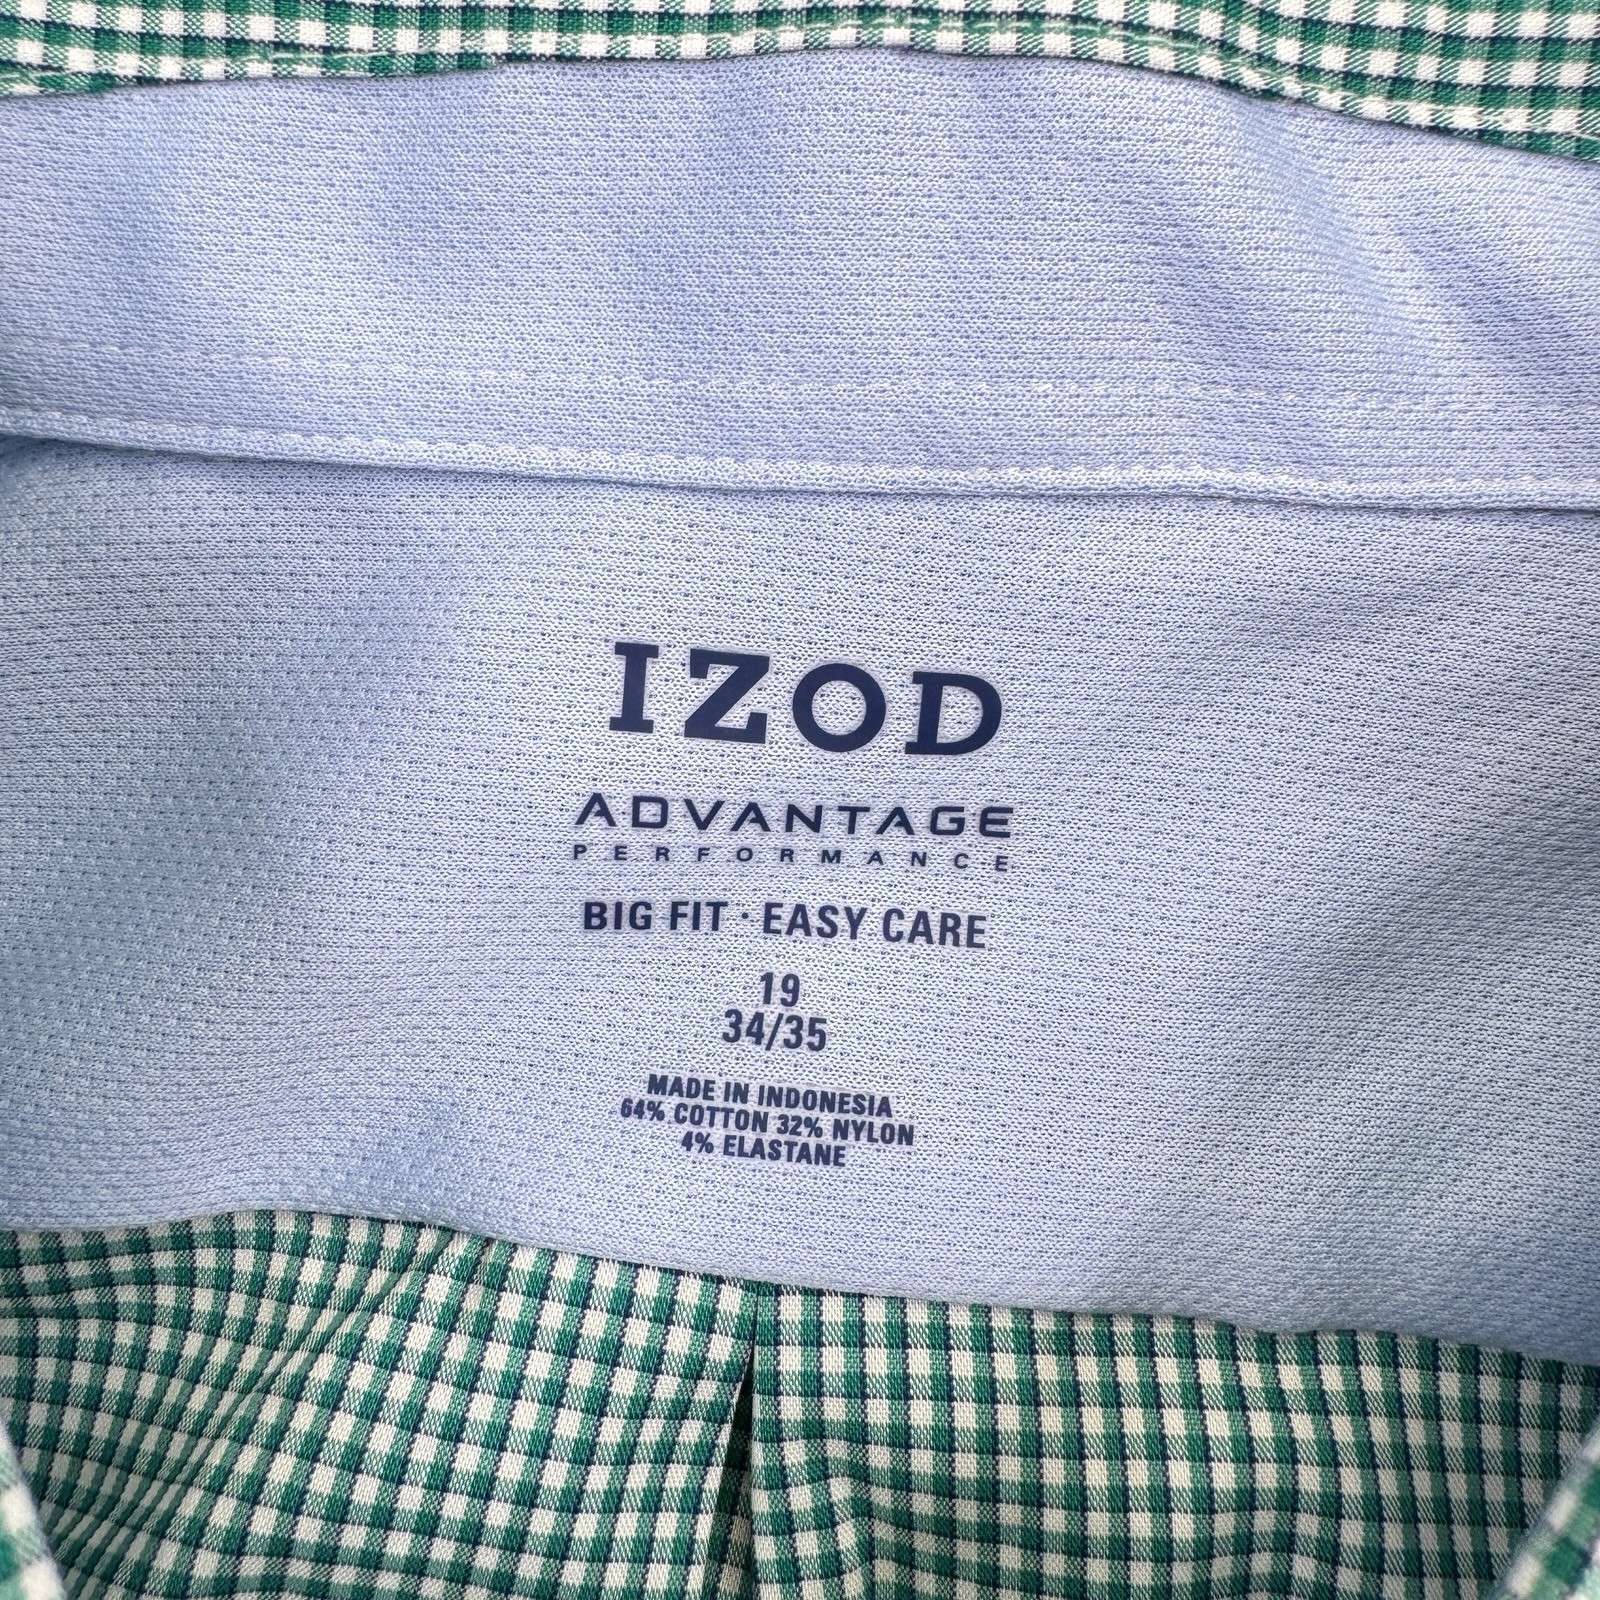 IZOD
ADVANTAGE
PERFORMANCE
BIG FIT · EASY CARE
19
34/35
MADE IN INDONESIA
64% COTTON 32% NYLON
4% ELASTANE